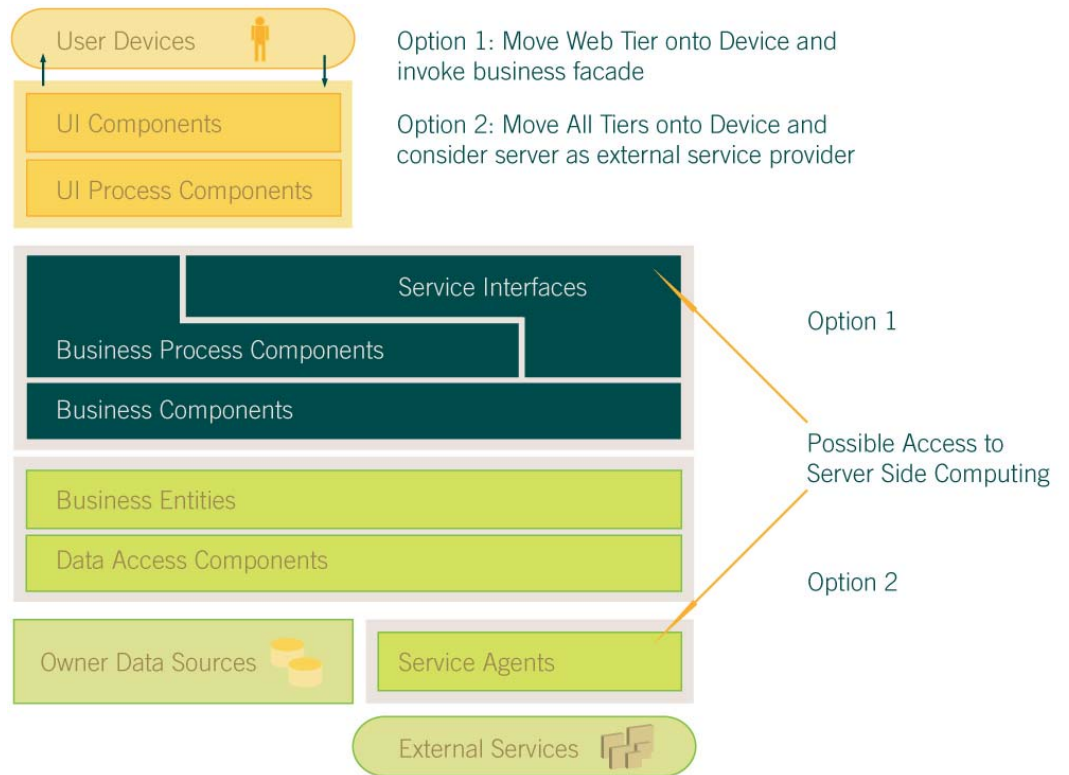 User Devices
Option 1: Move Web Tier onto Device and
invoke business facade
Option 2: Move All Tiers onto Device and
consider server as external service provider
UI Components
UI Process Components
Service Interfaces
Business Process Components
Business Components
Option 1
Possible Access to
Server Side Computing
Business Entities
Data Access Components
Option 2
Owner Data Sources
Service Agents
External Services